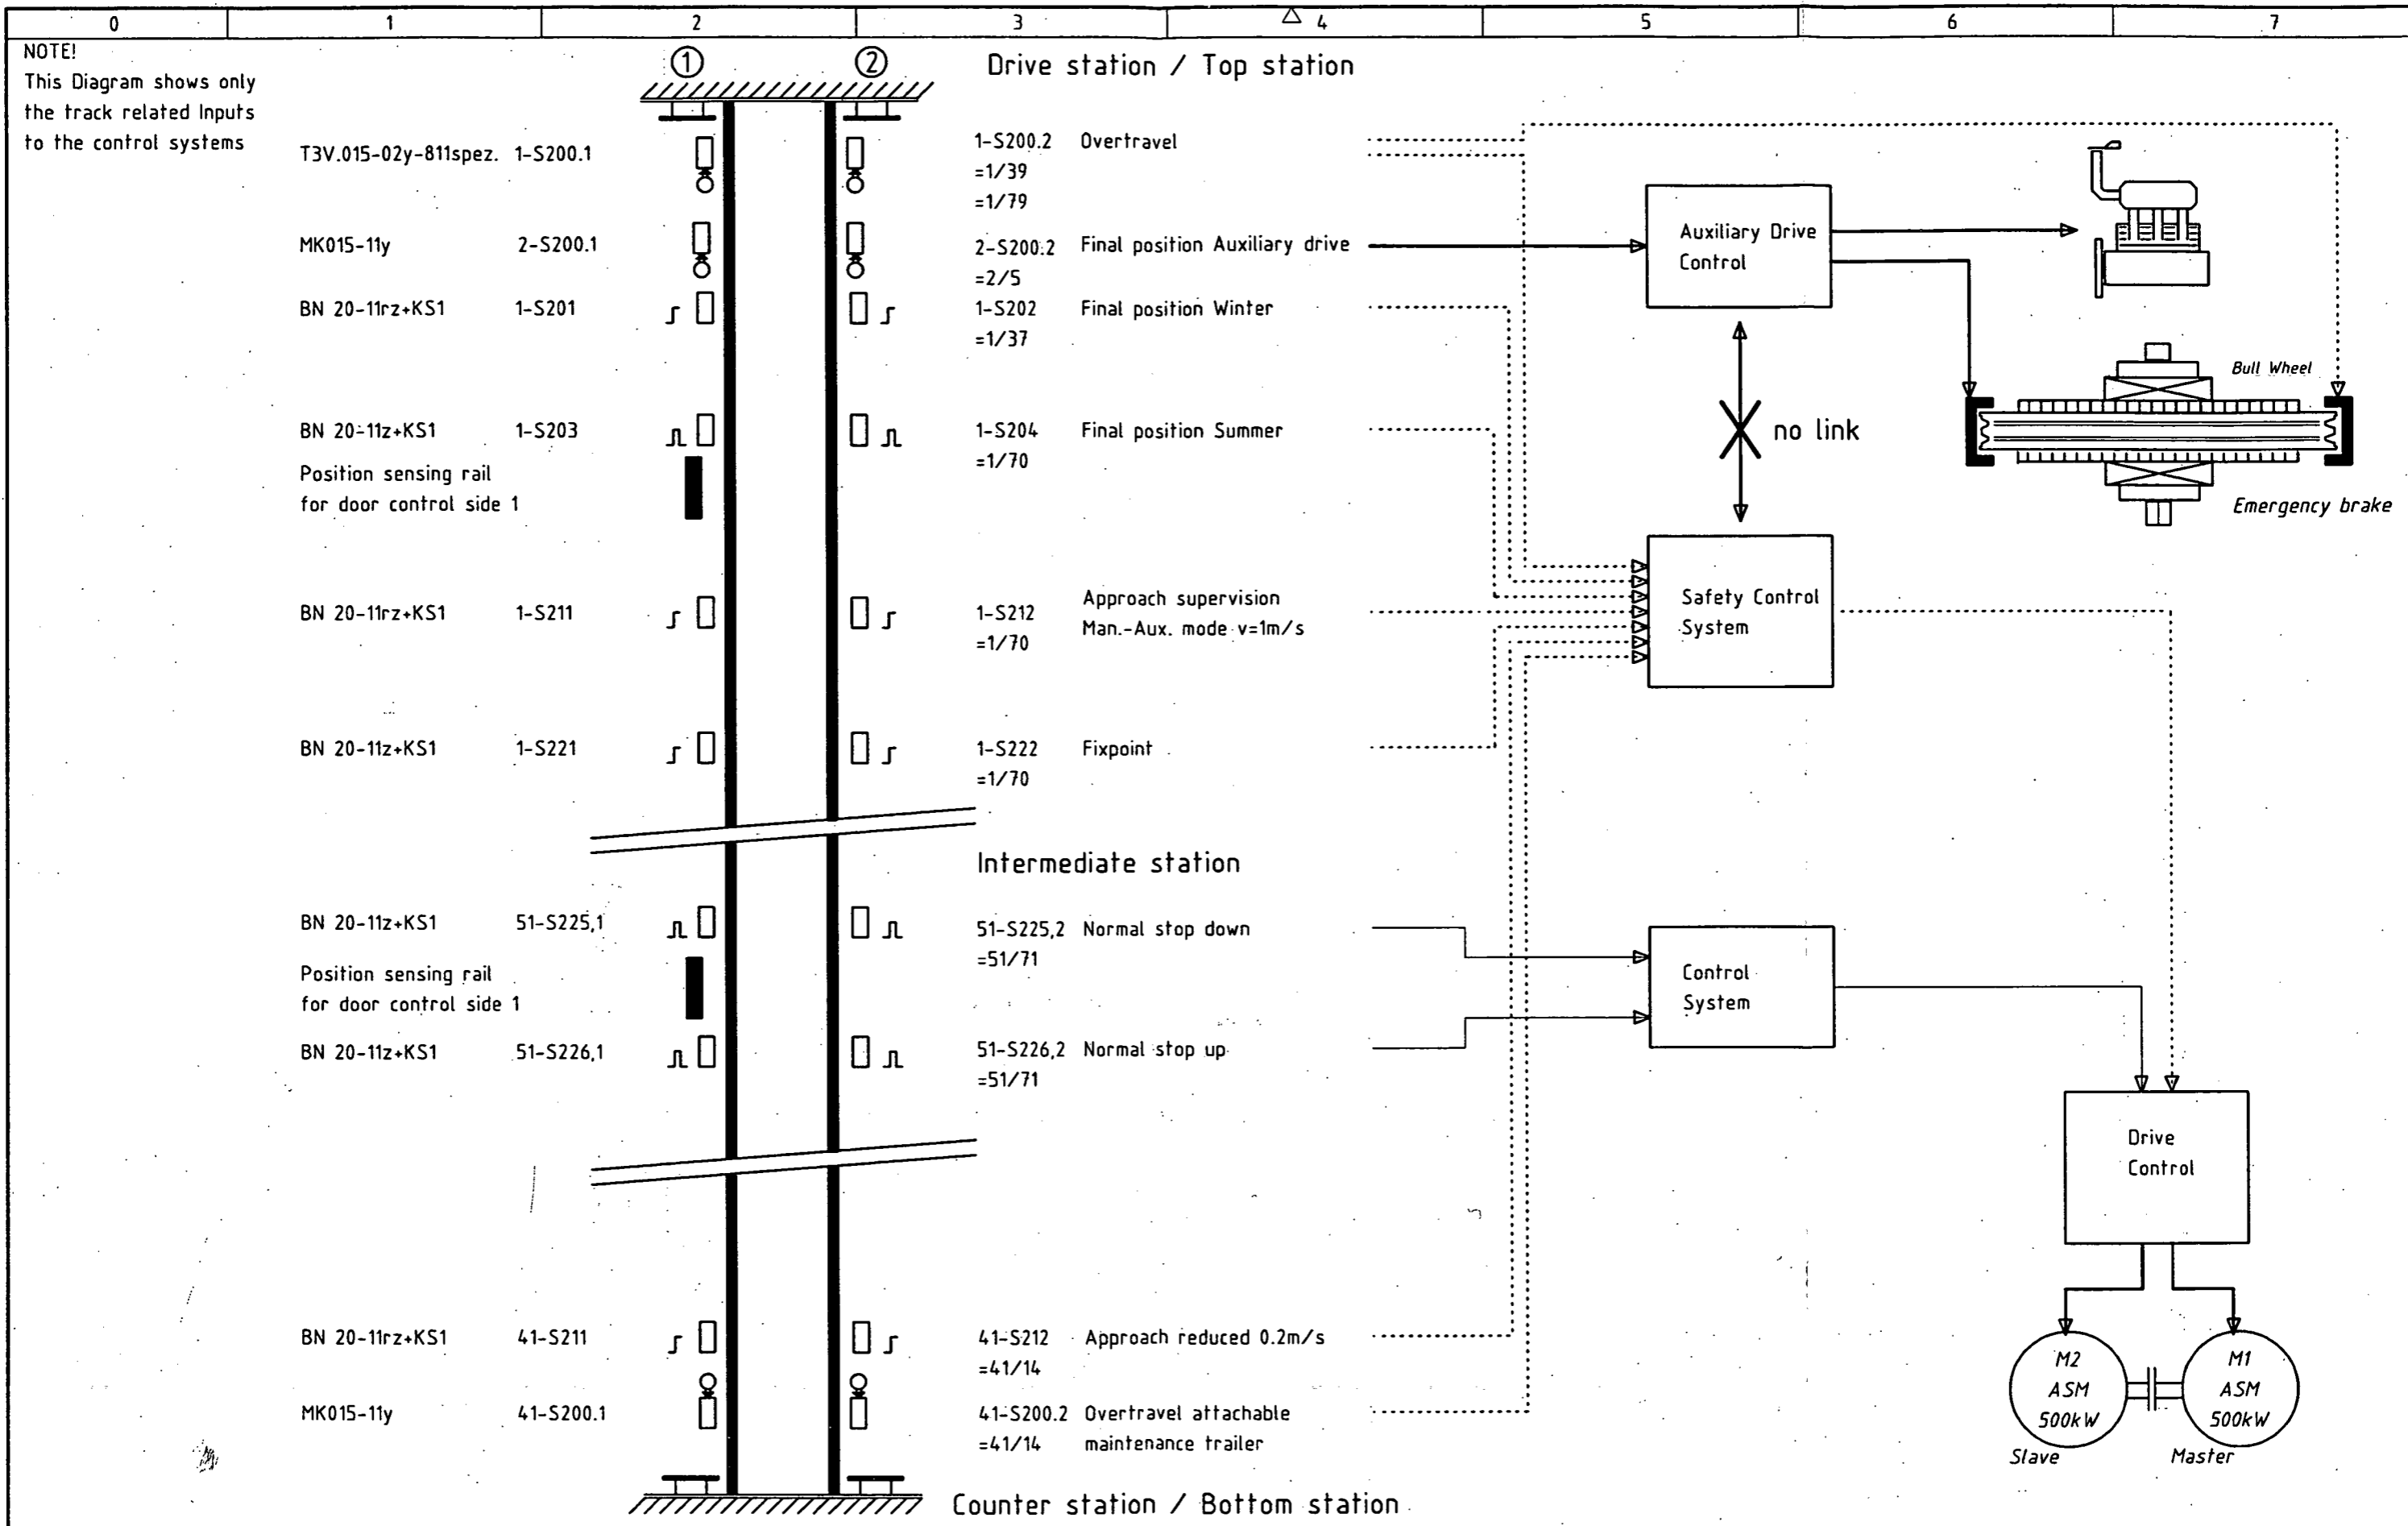 0 1 2 3 4 5 6 7
NOTE!
This Diagram shows only
the track related Inputs
to the control systems
① ②
Drive station / Top station
T3V.015-02y-811spez. 1-S200.1
1-S200.2 Overtravel
=1/39
=1/79
MK015-11y 2-S200.1
2-S200.2 Final position Auxiliary drive
=2/5
BN 20-11rz+KS1 1-S201
1-S202 Final position Winter
=1/37
BN 20-11z+KS1 1-S203
1-S204 Final position Summer
=1/70
Position sensing rail
for door control side 1
BN 20-11rz+KS1 1-S211
1-S212 Approach supervision
Man.-Aux. mode v=1m/s
=1/70
BN 20-11z+KS1 1-S221
1-S222 Fixpoint
=1/70
Auxiliary Drive
Control
no link
Bull Wheel
Emergency brake
Safety Control
System
Intermediate station
BN 20-11z+KS1 51-S225,1
51-S225,2 Normal stop down
=51/71
Position sensing rail
for door control side 1
BN 20-11z+KS1 51-S226,1
51-S226,2 Normal stop up
=51/71
Control
System
Drive
Control
BN 20-11rz+KS1 41-S211
41-S212 Approach reduced 0.2m/s
=41/14
MK015-11y 41-S200.1
41-S200.2 Overtravel attachable
=41/14 maintenance trailer
M2
ASM
500kW
Slave
M1
ASM
500kW
Master
Counter station / Bottom station